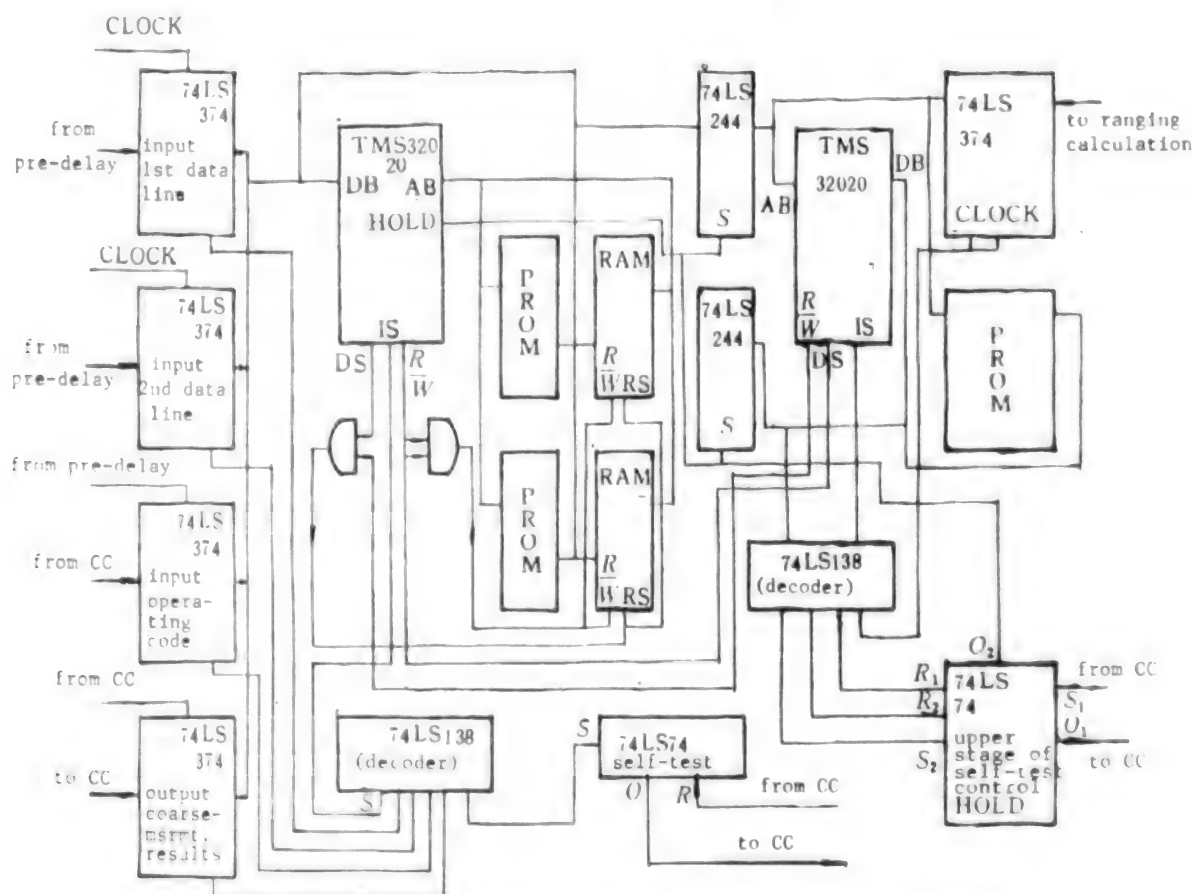 CLOCK
74LS
374
from
pre-delay
input
1st data
line
CLOCK
74LS
374
from
pre-delay
input
2nd data
line
from pre-delay
74LS
374
from CC
input
opera-
ting
code
from CC
74LS
374
to CC
output
coarse-
msrmt.
results
TMS320
20
DB AB
HOLD
IS
DS
R
W
PROM
RAM
R
W RS
PROM
RAM
R
W RS
74LS
244
S
74LS
244
S
TMS
32020
DB
AB
R
W
IS
DS
74LS
374
CLOCK
to ranging
calculation
PROM
74LS138
(decoder)
74LS138
(decoder)
S
S
74LS74
self-test
O
R
from CC
to CC
O2
R1
R2
S2
74LS
74
upper
stage of
self-test
control
HOLD
from CC
S1
O1
to CC